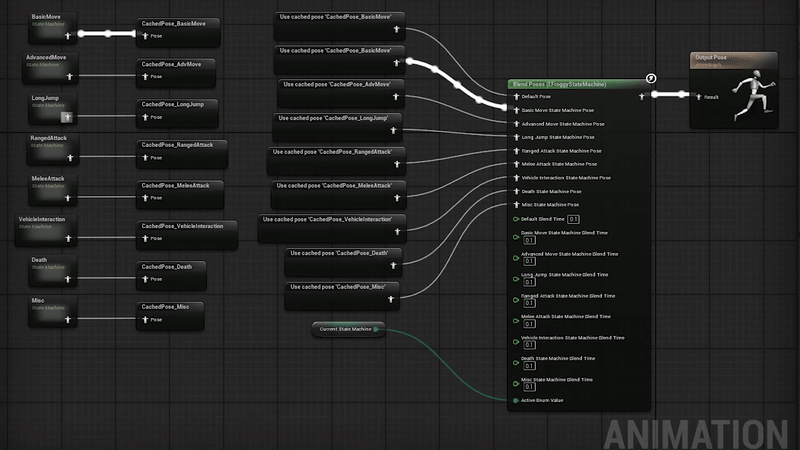 BasicMove
State Machine
CachedPose_BasicMove
Pose
AdvancedMove
State Machine
CachedPose_AdvMove
Pose
LongJump
State Machine
CachedPose_LongJump
Pose
RangedAttack
State Machine
CachedPose_RangedAttack
Pose
MeleeAttack
State Machine
CachedPose_MeleeAttack
Pose
VehicleInteraction
State Machine
CachedPose_VehicleInteraction
Pose
Death
State Machine
CachedPose_Death
Pose
Misc
State Machine
CachedPose_Misc
Pose
Use cached pose 'CachedPose_BasicMove'
Use cached pose 'CachedPose_BasicMove'
Use cached pose 'CachedPose_AdvMove'
Use cached pose 'CachedPose_LongJump'
Use cached pose 'CachedPose_RangedAttack'
Use cached pose 'CachedPose_MeleeAttack'
Use cached pose 'CachedPose_VehicleInteraction'
Use cached pose 'CachedPose_Death'
Use cached pose 'CachedPose_Misc'
Current State Machine
Blend Poses (EFroggyStateMachine)
Default Pose
Basic Move State Machine Pose
Advanced Move State Machine Pose
Long Jump State Machine Pose
Ranged Attack State Machine Pose
Melee Attack State Machine Pose
Vehicle Interaction State Machine Pose
Death State Machine Pose
Misc State Machine Pose
Default Blend Time 0.1
Basic Move State Machine Blend Time
0.1
Advanced Move State Machine Blend Time
0.1
Long Jump State Machine Blend Time
0.1
Ranged Attack State Machine Blend Time
0.1
Melee Attack State Machine Blend Time
0.1
Vehicle Interaction State Machine Blend Time
0.1
Death State Machine Blend Time
0.1
Misc State Machine Blend Time
0.1
Active Enum Value
Output Pose
Result
ANIMATION